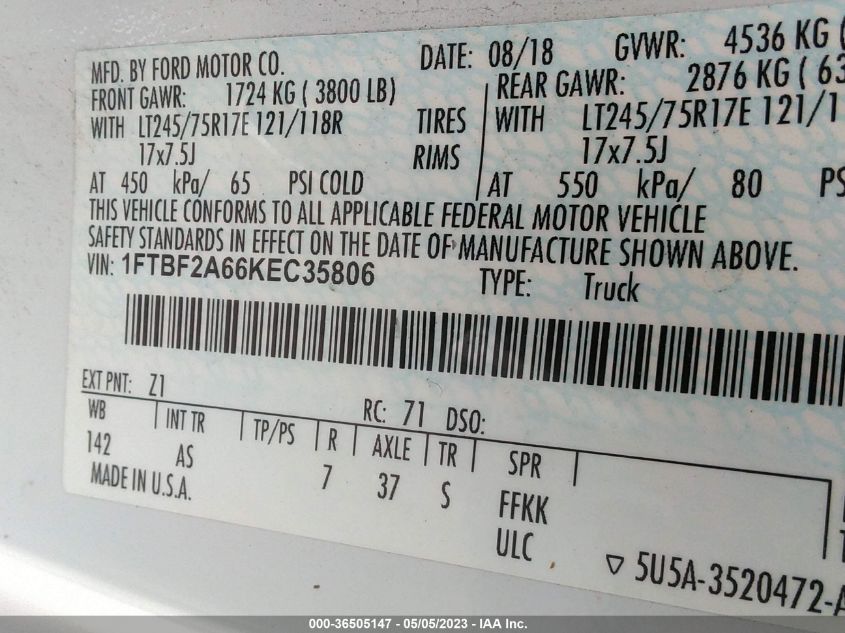 MFD. BY FORD MOTOR CO. DATE: 08/18 GVWR: 4536 KG (
FRONT GAWR: 1724 KG ( 3800 LB) REAR GAWR: 2876 KG ( 63
WITH LT245/75R17E 121/118R TIRES WITH LT245/75R17E 121/1
17x7.5J RIMS 17x7.5J
AT 450 kPa/ 65 PSI COLD AT 550 kPa/ 80 PS
THIS VEHICLE CONFORMS TO ALL APPLICABLE FEDERAL MOTOR VEHICLE
SAFETY STANDARDS IN EFFECT ON THE DATE OF MANUFACTURE SHOWN ABOVE.
VIN: 1FTBF2A66KEC35806 TYPE: Truck
EXT PNT: Z1 RC: 71 DSO:
WB INT TR TP/PS R AXLE TR SPR
142 AS 7 37 S FFKK
MADE IN U.S.A. ULC
▽ 5U5A-3520472-A
000-36505147 - 05/05/2023 - IAA Inc.